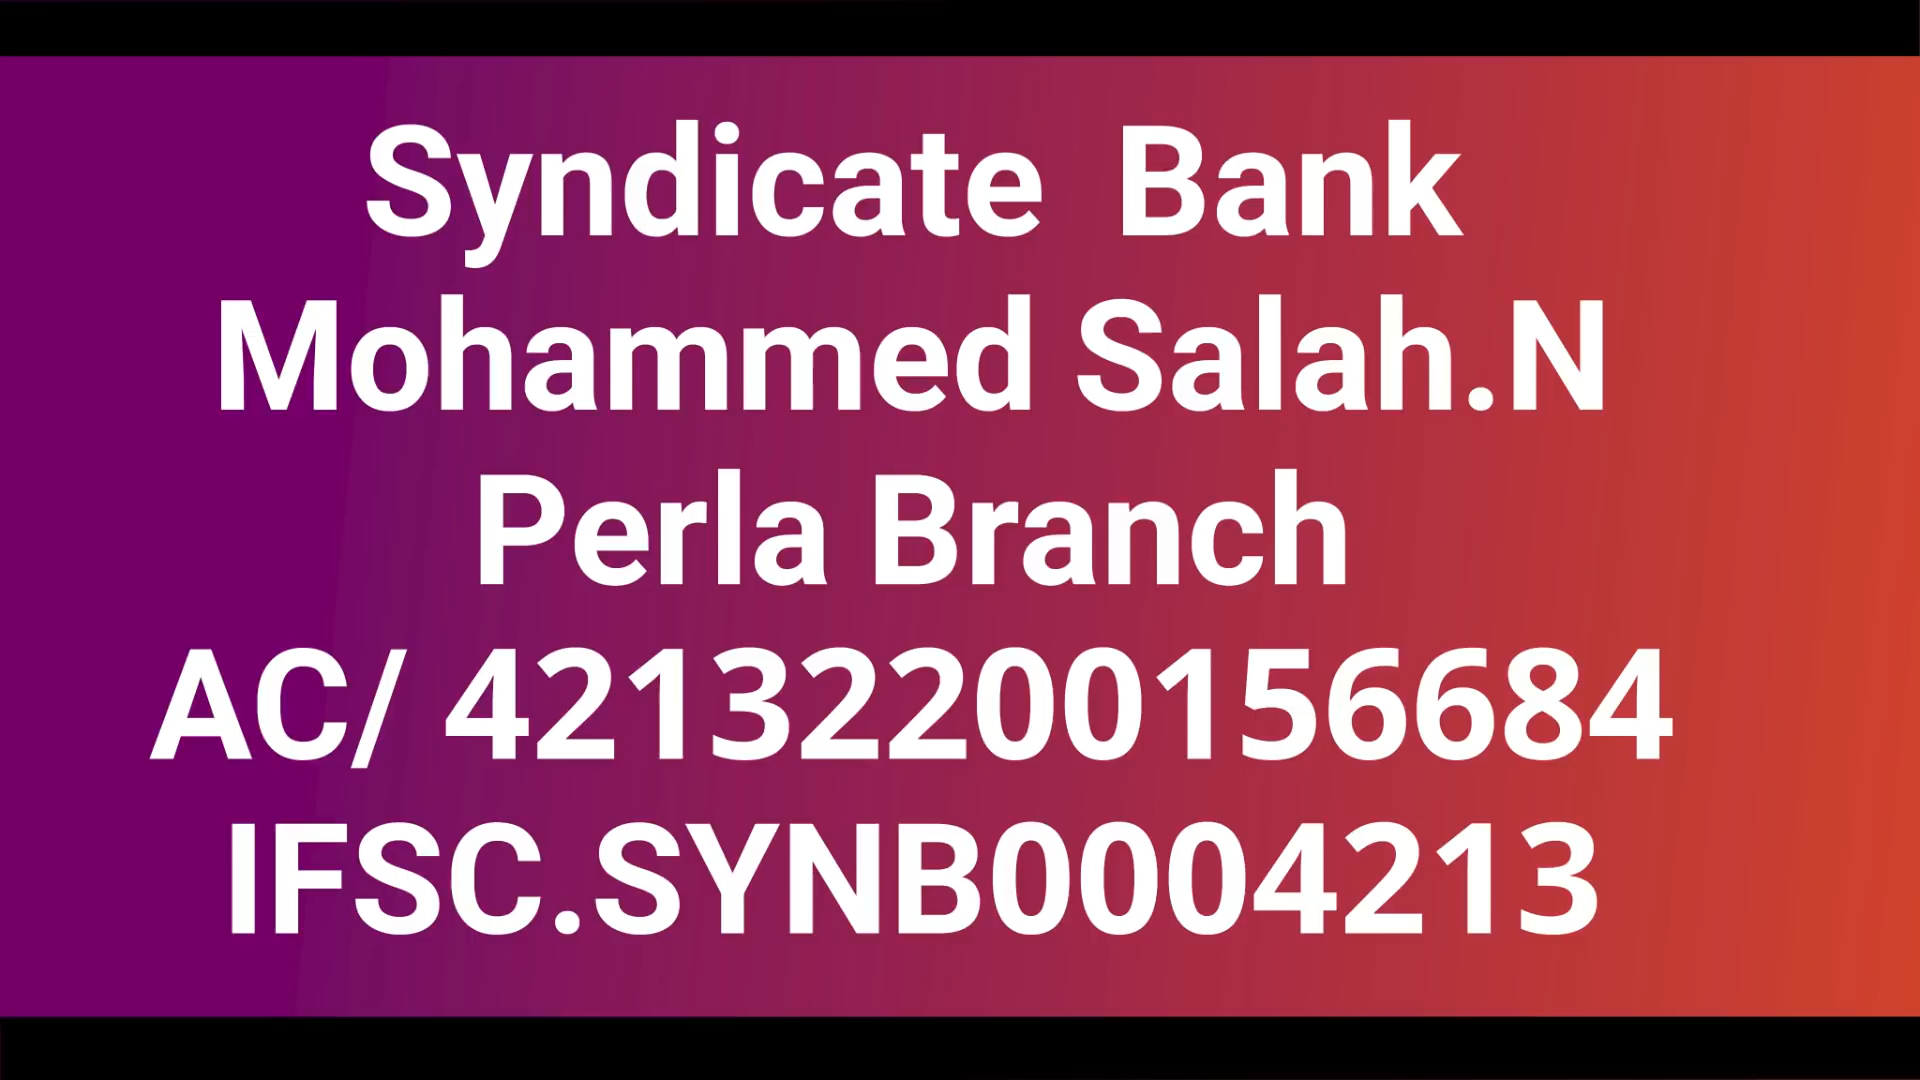 Syndicate Bank
Mohammed Salah.N
Perla Branch
AC/ 42132200156684
IFSC.SYNB0004213